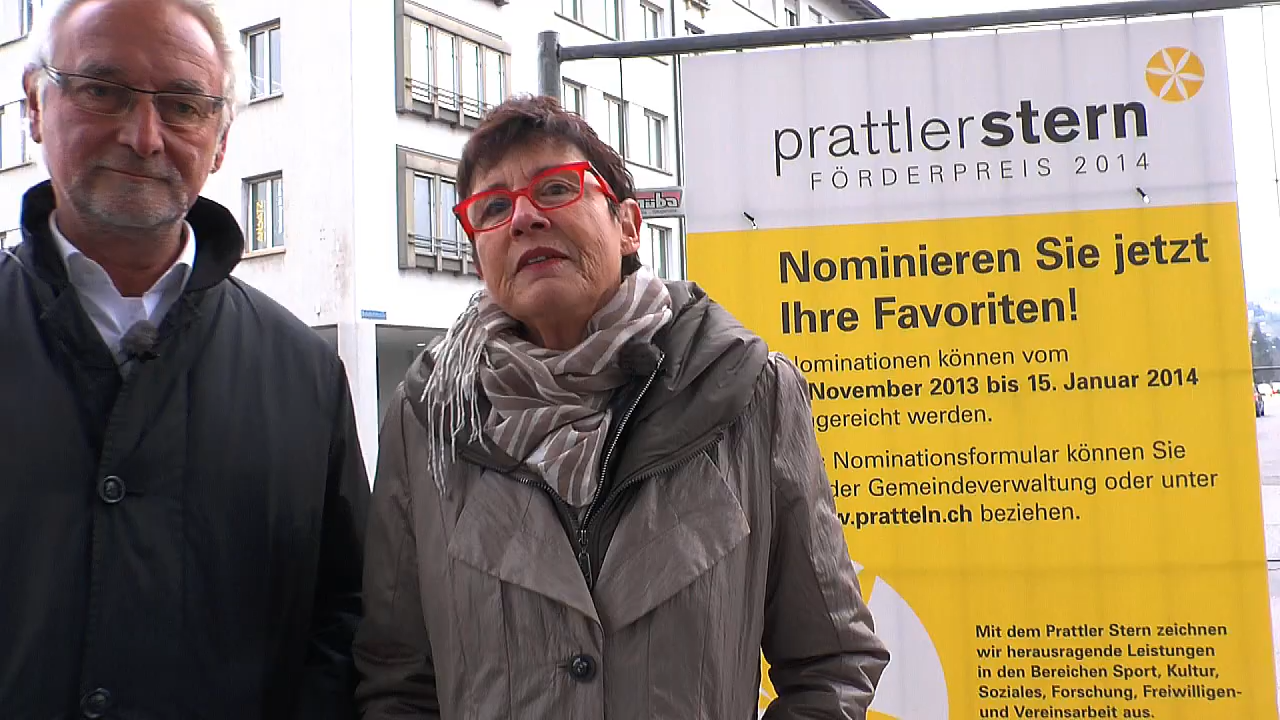 prattlerstern
FÖRDERPREIS 2014
Nominieren Sie jetzt
Ihre Favoriten!
ominationen können vom
November 2013 bis 15. Januar 2014
gereicht werden.
Nominationsformular können Sie
der Gemeindeverwaltung oder unter
.pratteln.ch beziehen.
Mit dem Prattler Stern zeichnen
wir herausragende Leistungen
in den Bereichen Sport, Kultur,
Soziales, Forschung, Freiwilligen-
und Vereinsarbeit aus.